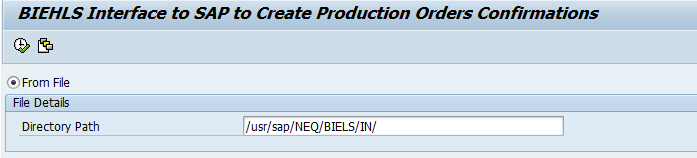 BIEHLS Interface to SAP to Create Production Orders Confirmations
From File
File Details
Directory Path /usr/sap/NEQ/BIELS/IN/